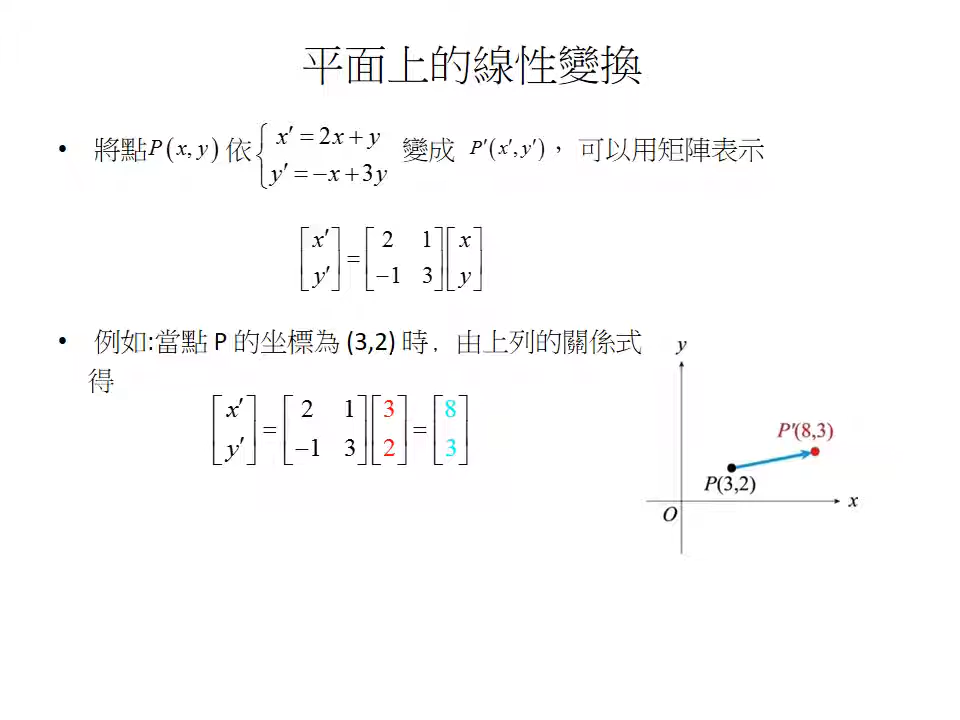 平面上的線性變換
• 將點P(x, y) 依 { x′ = 2x + y y′ = −x + 3y 變成 P′(x′, y′)， 可以用矩陣表示
[x′ y′] = [2 1 −1 3][x y]
• 例如:當點 P 的坐標為 (3,2) 時﹐由上列的關係式
得
[x′ y′] = [2 1 −1 3][3 2] = [8 3]
y
P′(8,3)
P(3,2)
x
O